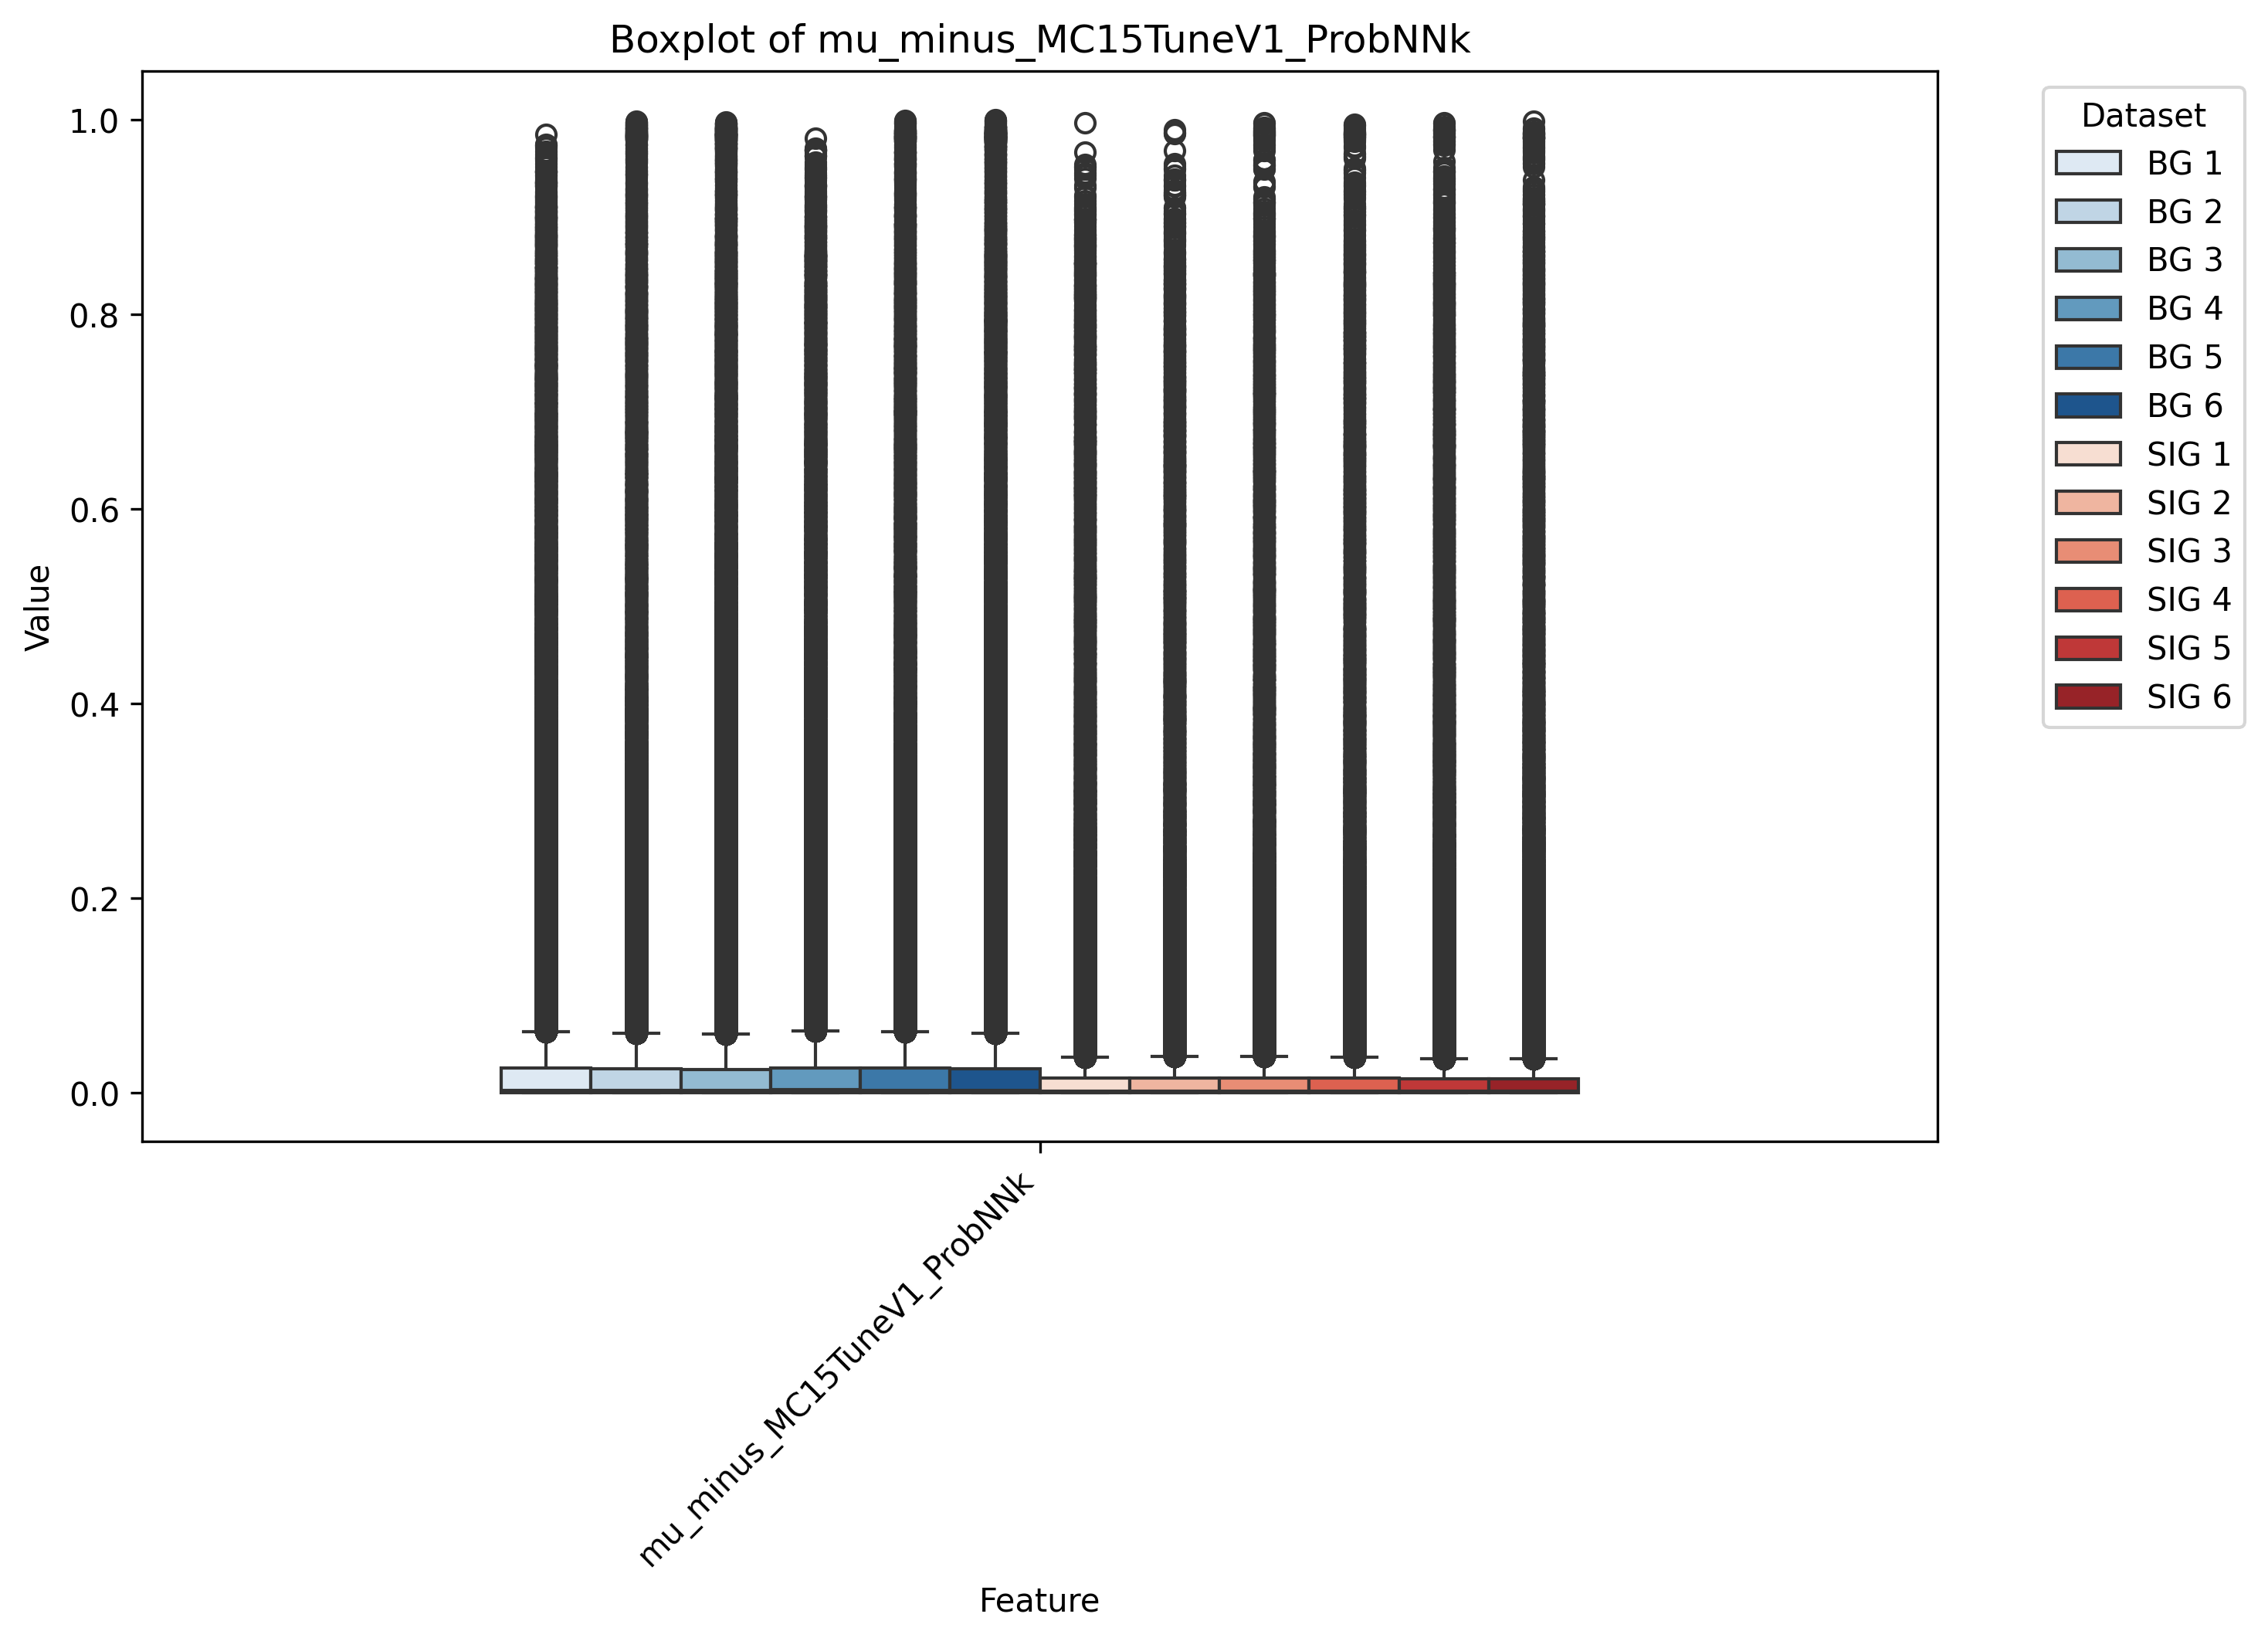 Boxplot of mu_minus_MC15TuneV1_ProbNNk
1.0
0.8
0.6
0.4
0.2
0.0
Value
mu_minus_MC15TuneV1_ProbNNk
Feature
Dataset
BG 1
BG 2
BG 3
BG 4
BG 5
BG 6
SIG 1
SIG 2
SIG 3
SIG 4
SIG 5
SIG 6